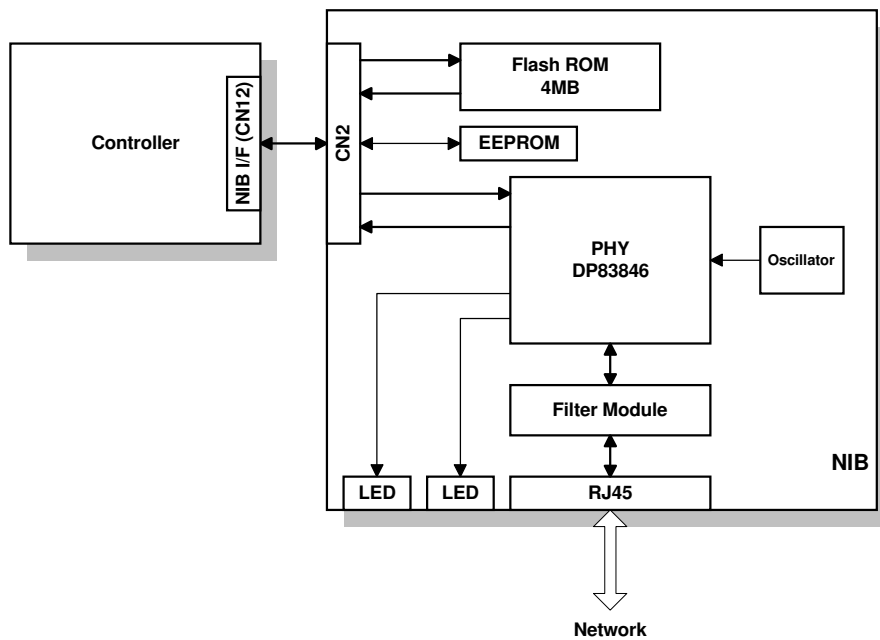 Controller
NIB I/F (CN12)
CN2
Flash ROM
4MB
EEPROM
PHY
DP83846
Oscillator
Filter Module
NIB
LED
LED
RJ45
Network